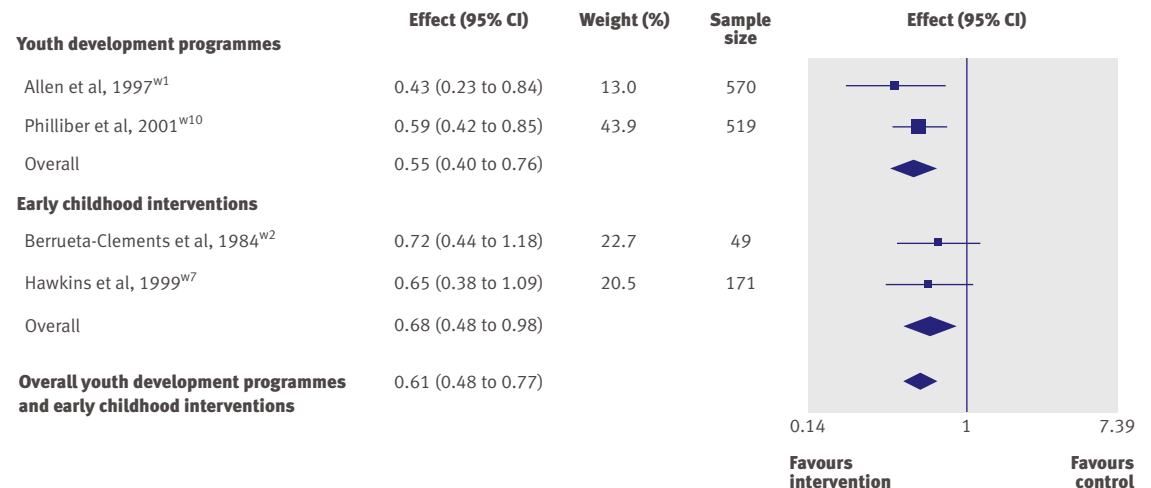 Effect (95% CI) Weight (%) Sample size Effect (95% CI)
Youth development programmes
Allen et al, 1997w1 0.43 (0.23 to 0.84) 13.0 570
Philliber et al, 2001w10 0.59 (0.42 to 0.85) 43.9 519
Overall 0.55 (0.40 to 0.76)
Early childhood interventions
Berrueta-Clements et al, 1984w2 0.72 (0.44 to 1.18) 22.7 49
Hawkins et al, 1999w7 0.65 (0.38 to 1.09) 20.5 171
Overall 0.68 (0.48 to 0.98)
Overall youth development programmes 0.61 (0.48 to 0.77)
and early childhood interventions
0.14 1 7.39
Favours Favours
intervention control